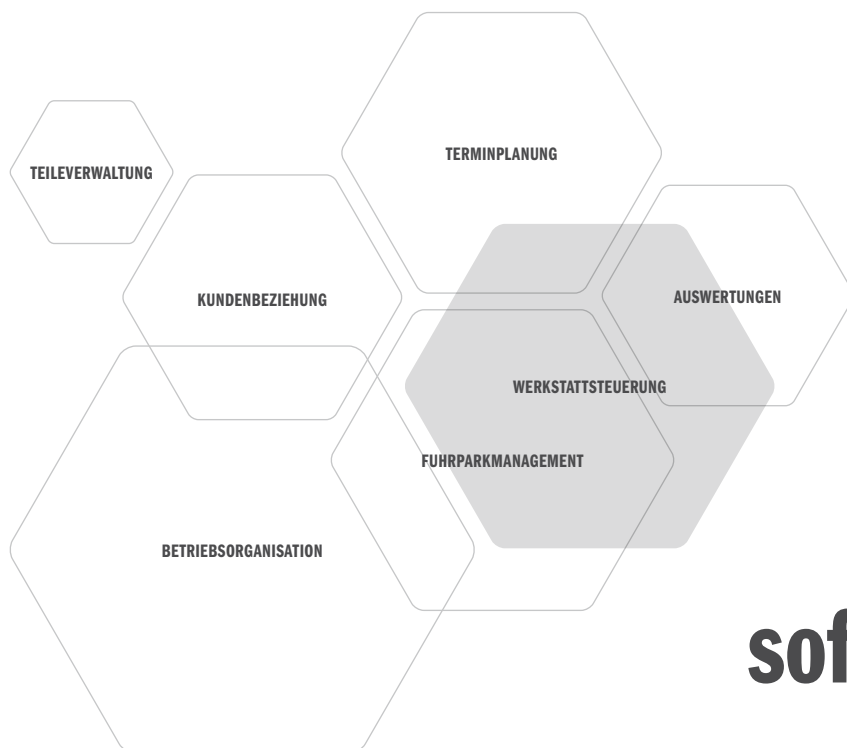 TERMINPLANUNG
TEILEVERWALTUNG
KUNDENBEZIEHUNG
AUSWERTUNGEN
WERKSTATTSTEUERUNG
FUHRPARKMANAGEMENT
BETRIEBSORGANISATION
sof